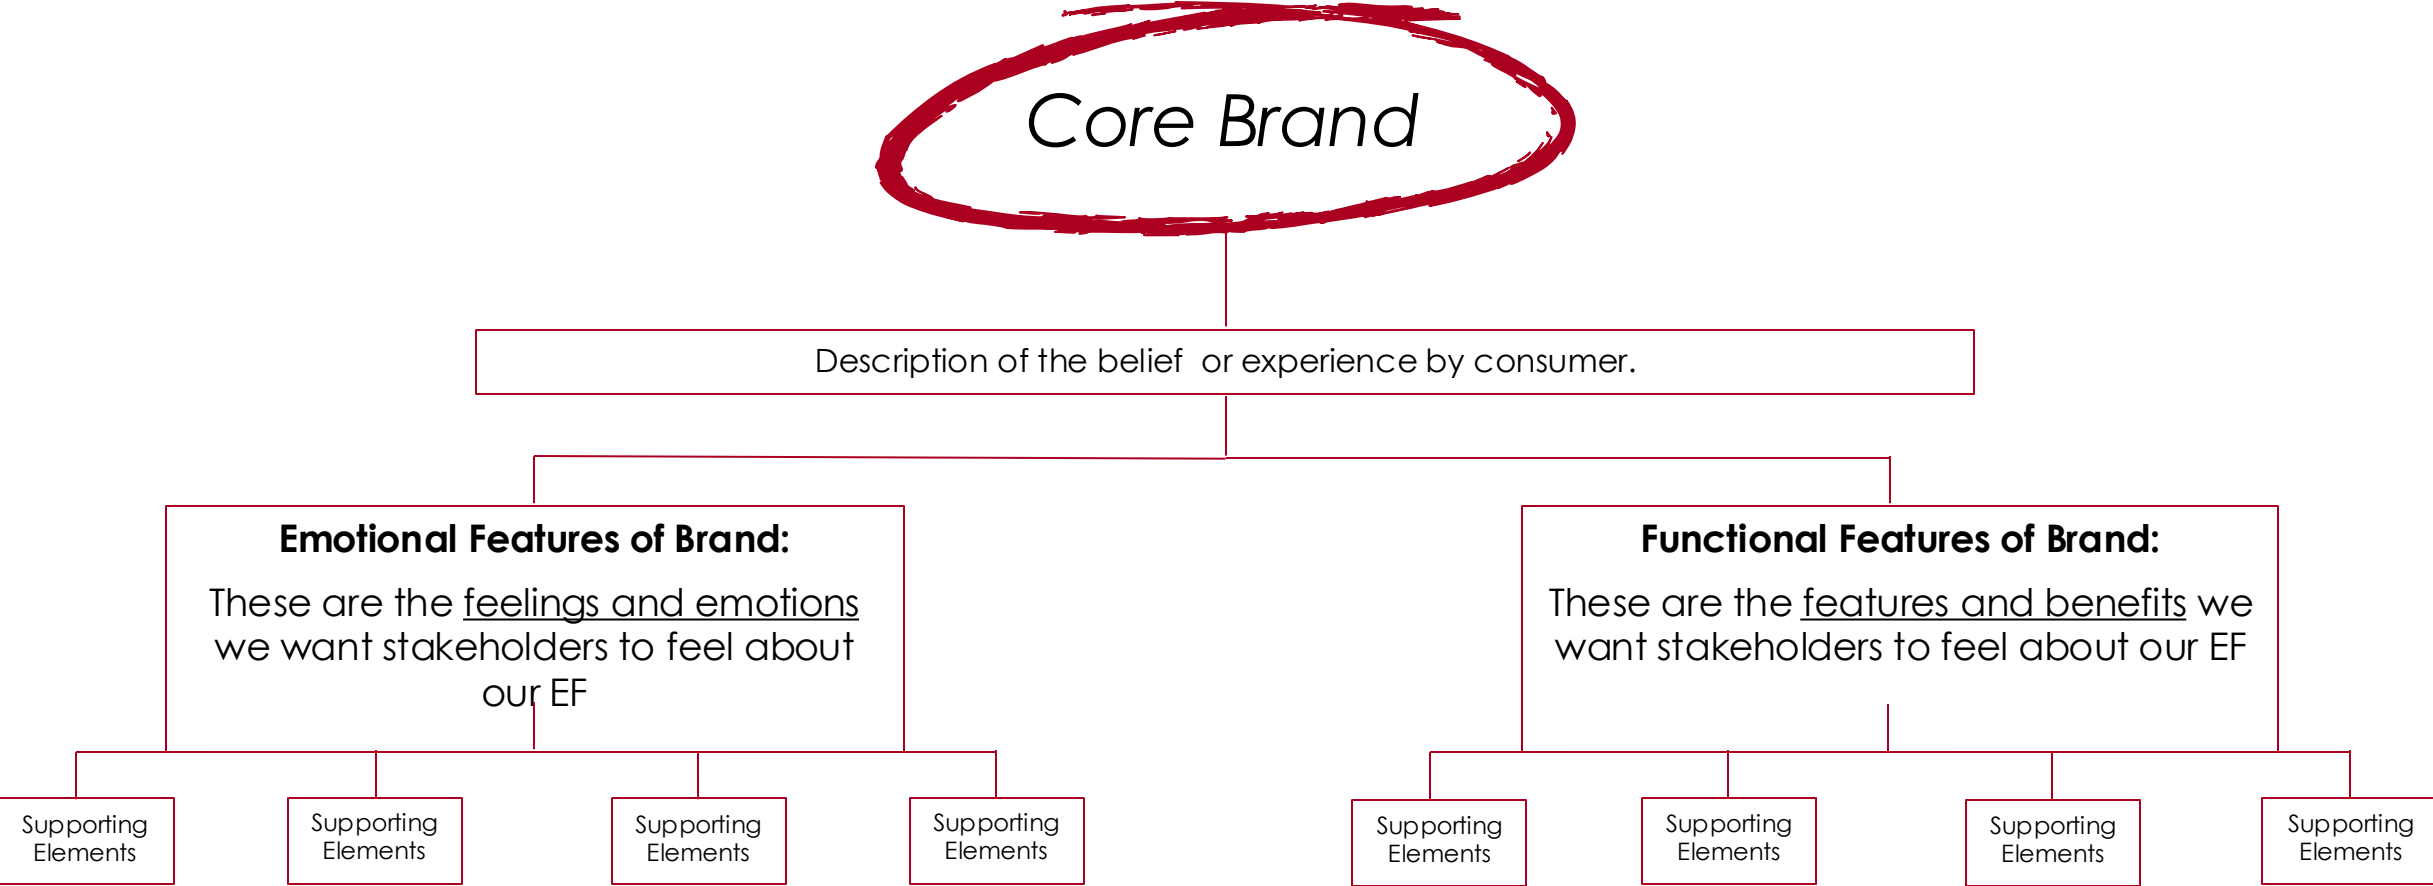 Core Brand
Description of the belief  or experience by consumer.
Emotional Features of Brand:
These are the feelings and emotions
we want stakeholders to feel about
our EF
Functional Features of Brand:
These are the features and benefits we
want stakeholders to feel about our EF
Supporting
Elements
Supporting
Elements
Supporting
Elements
Supporting
Elements
Supporting
Elements
Supporting
Elements
Supporting
Elements
Supporting
Elements